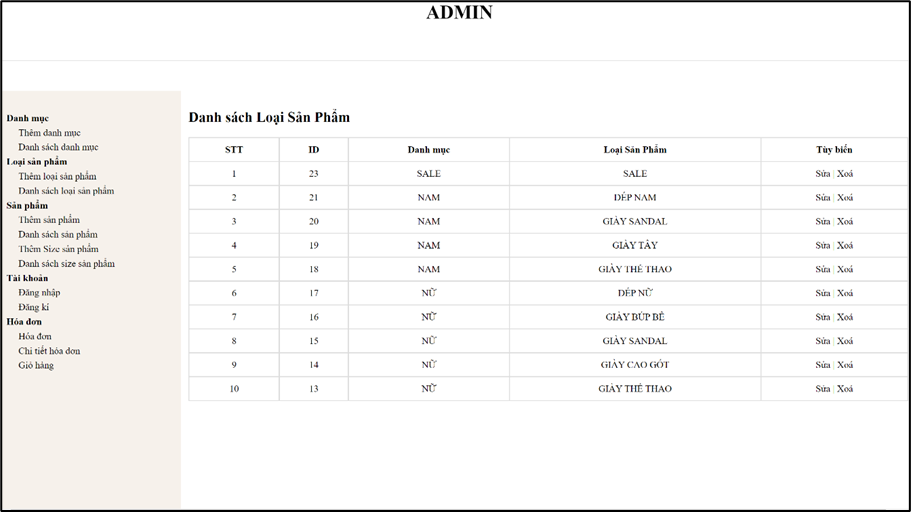 ADMIN
Danh mục
Thêm danh mục
Danh sách danh mục
Loại sản phẩm
Thêm loại sản phẩm
Danh sách loại sản phẩm
Sản phẩm
Thêm sản phẩm
Danh sách sản phẩm
Thêm Size sản phẩm
Danh sách size sản phẩm
Tài khoản
Đăng nhập
Đăng kí
Hóa đơn
Hóa đơn
Chi tiết hóa đơn
Giỏ hàng
Danh sách Loại Sản Phẩm
STT ID Danh mục Loại Sản Phẩm Tùy biến
1 23 SALE SALE Sửa | Xoá
2 21 NAM DÉP NAM Sửa | Xoá
3 20 NAM GIÀY SANDAL Sửa | Xoá
4 19 NAM GIÀY TÂY Sửa | Xoá
5 18 NAM GIÀY THỂ THAO Sửa | Xoá
6 17 NỮ DÉP NỮ Sửa | Xoá
7 16 NỮ GIÀY BÚP BÊ Sửa | Xoá
8 15 NỮ GIÀY SANDAL Sửa | Xoá
9 14 NỮ GIÀY CAO GÓT Sửa | Xoá
10 13 NỮ GIÀY THỂ THAO Sửa | Xoá